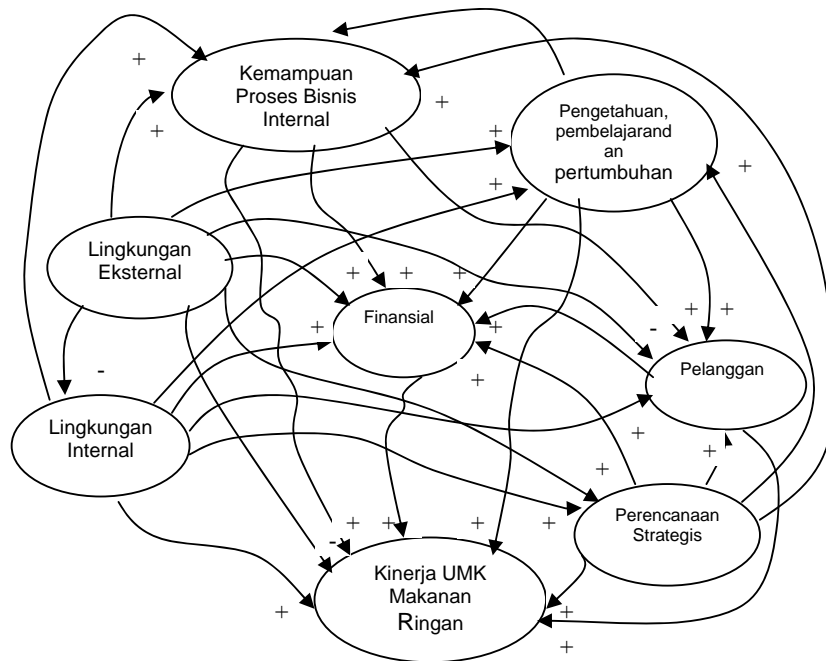 +
Kemampuan
Proses Bisnis
Internal
+
+
+
Pengetahuan,
pembelajarand
an
pertumbuhan
+
+
Lingkungan
Eksternal
+
+
+
+
Finansial
+
-
+
+
Pelanggan
-
+
Lingkungan
Internal
+
+
+
+
+
+
+
-
Perencanaan
Strategis
Kinerja UMK
Makanan
Ringan
+
+
+